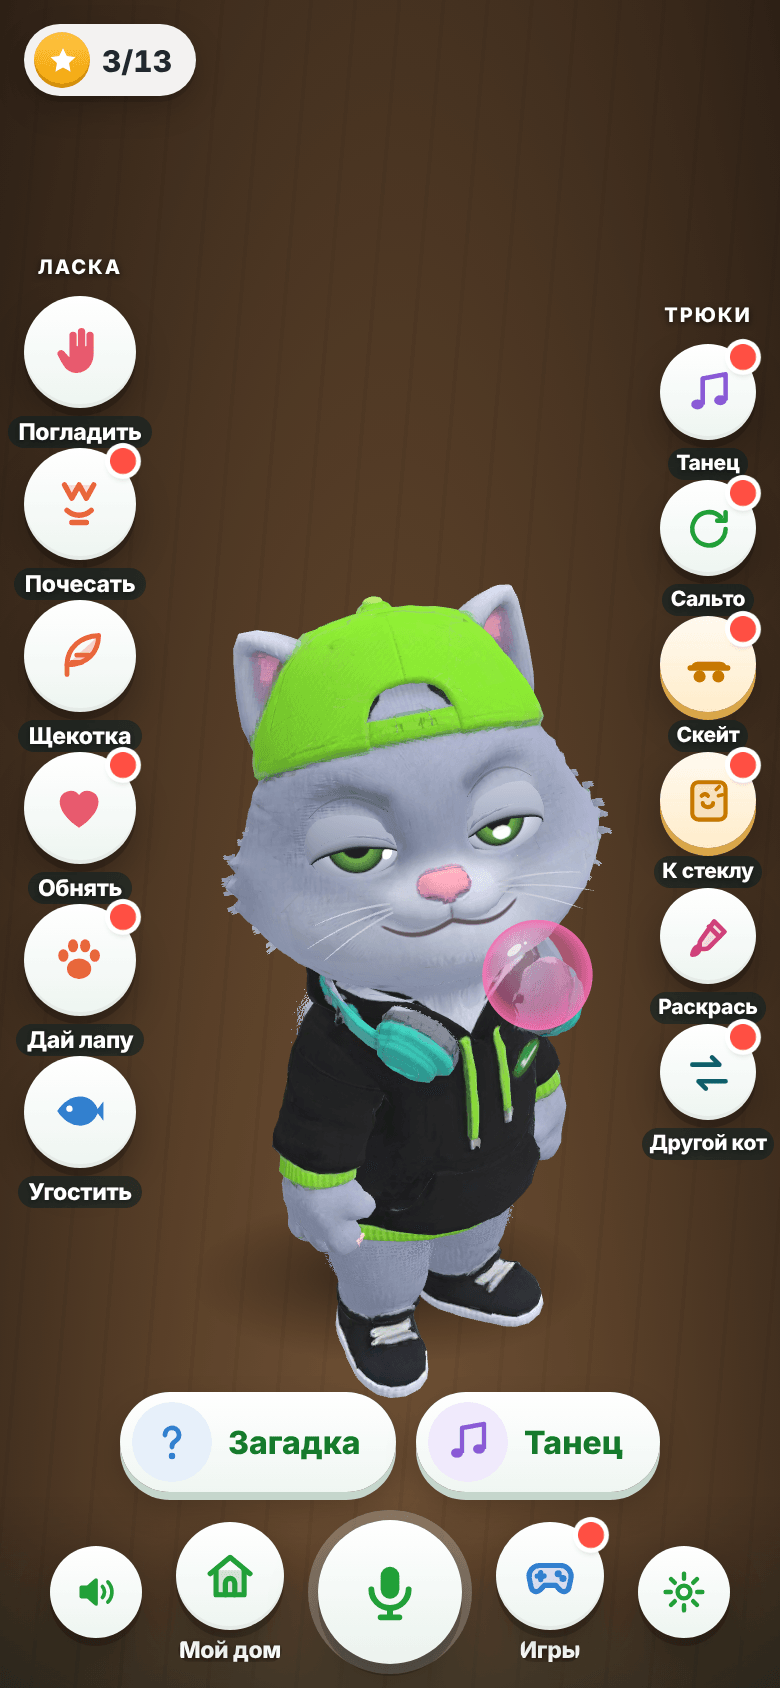 3/13
ЛАСКА
Погладить
Почесать
Щекотка
Обнять
Дай лапу
Угостить
ТРЮКИ
Танец
Сальто
Скейт
К стеклу
Раскрась
Другой кот
? Загадка
Танец
Мой дом
Игры